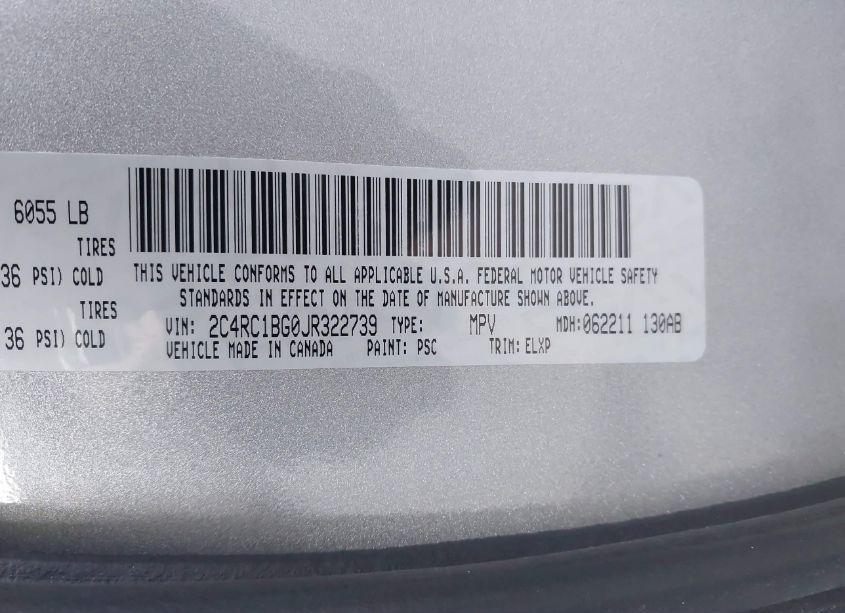 6055 LB
TIRES
36 PSI) COLD
TIRES
36 PSI) COLD
THIS VEHICLE CONFORMS TO ALL APPLICABLE U.S.A. FEDERAL MOTOR VEHICLE SAFETY
STANDARDS IN EFFECT ON THE DATE OF MANUFACTURE SHOWN ABOVE.
VIN: 2C4RC1BG0JR322739 TYPE: MPV MDH:062211 130AB
VEHICLE MADE IN CANADA PAINT: PSC TRIM: ELXP